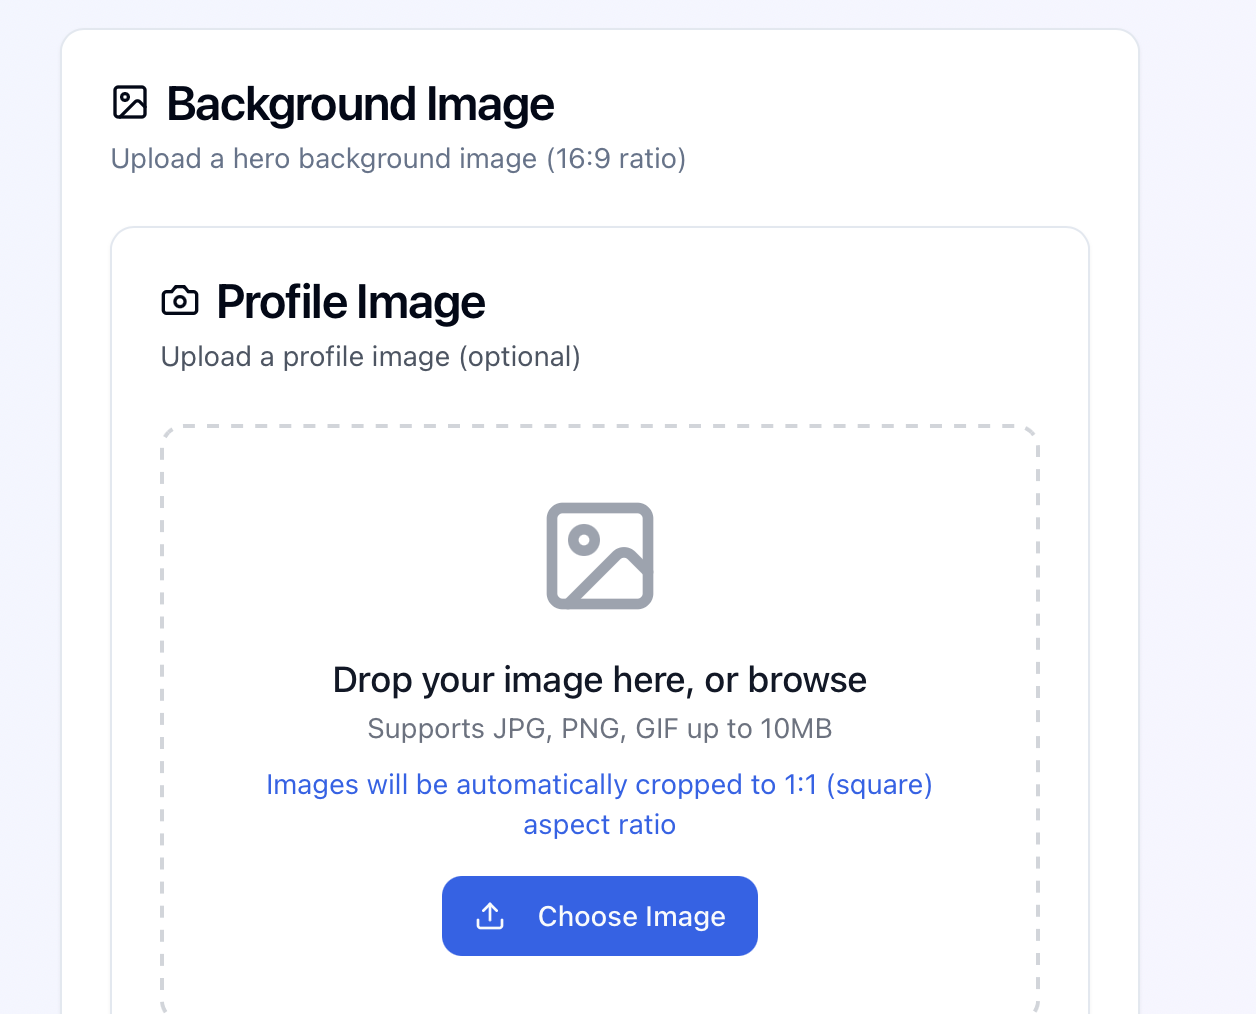 Background Image
Upload a hero background image (16:9 ratio)
Profile Image
Upload a profile image (optional)
Drop your image here, or browse
Supports JPG, PNG, GIF up to 10MB
Images will be automatically cropped to 1:1 (square)
aspect ratio
Choose Image